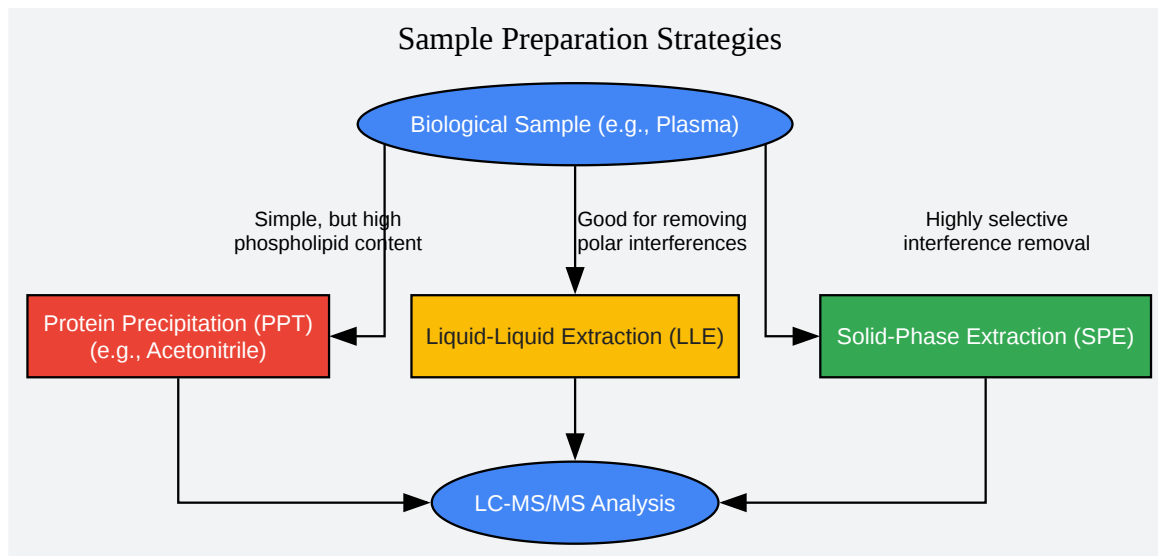 Sample Preparation Strategies
Biological Sample (e.g., Plasma)
Simple, but high
phospholipid content
Good for removing
polar interferences
Highly selective
interference removal
Protein Precipitation (PPT)
(e.g., Acetonitrile)
Liquid-Liquid Extraction (LLE)
Solid-Phase Extraction (SPE)
LC-MS/MS Analysis